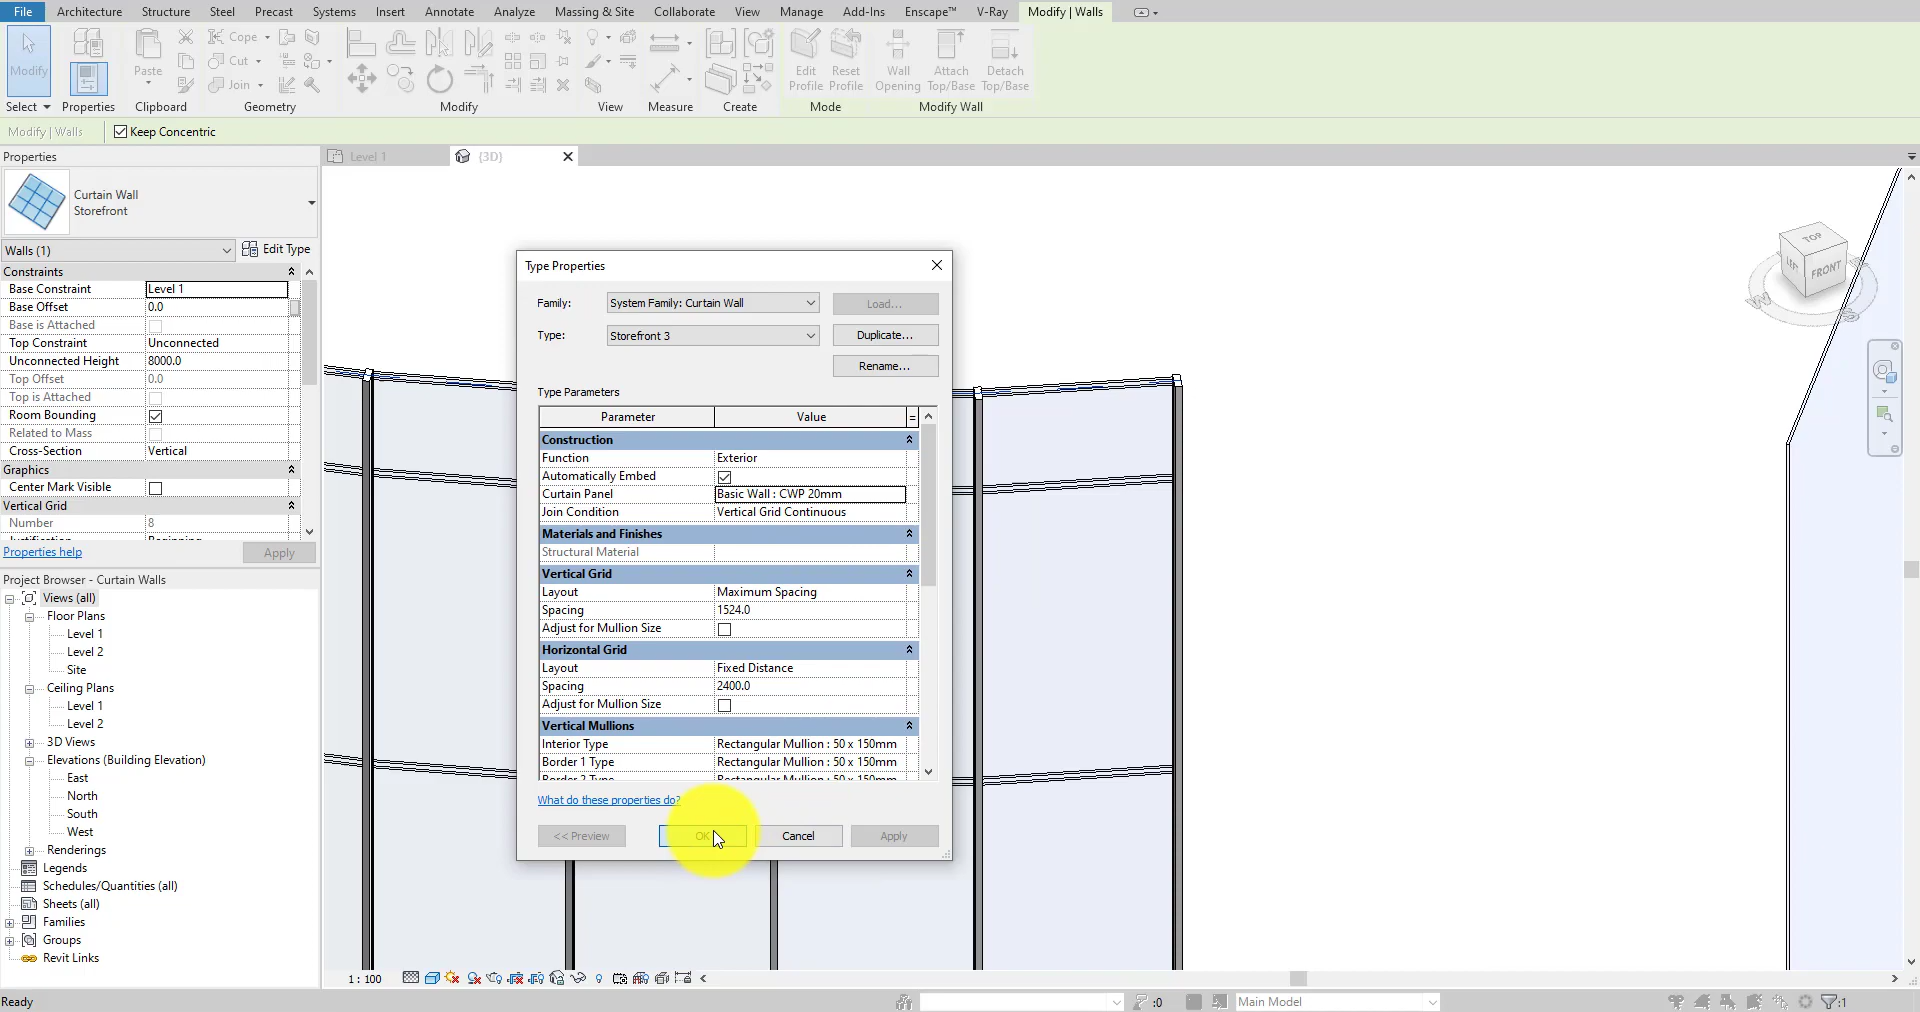 File Architecture Structure Steel Precast Systems Insert Annotate Analyze Massing & Site Collaborate View Manage Add-Ins Enscape™ V-Ray Modify | Walls
Modify
Paste
Cope
Cut
Join
Edit Profile
Reset Profile
Wall Opening
Attach Top/Base
Detach Top/Base
Select Properties Clipboard Geometry Modify View Measure Create Mode Modify Wall
Modify | Walls Keep Concentric
Properties
Level 1
{3D}
Curtain Wall
Storefront
Walls (1) Edit Type
Constraints
Base Constraint Level 1
Base Offset 0.0
Base is Attached
Top Constraint Unconnected
Unconnected Height 8000.0
Top Offset 0.0
Top is Attached
Room Bounding
Related to Mass
Cross-Section Vertical
Graphics
Center Mark Visible
Vertical Grid
Number 8
Properties help Apply
Project Browser - Curtain Walls
Views (all)
Floor Plans
Level 1
Level 2
Site
Ceiling Plans
Level 1
Level 2
3D Views
Elevations (Building Elevation)
East
North
South
West
Renderings
Legends
Schedules/Quantities (all)
Sheets (all)
Families
Groups
Revit Links
Type Properties
Family: System Family: Curtain Wall Load...
Type: Storefront 3 Duplicate...
Rename...
Type Parameters
Parameter Value =
Construction
Function Exterior
Automatically Embed
Curtain Panel Basic Wall : CWP 20mm
Join Condition Vertical Grid Continuous
Materials and Finishes
Structural Material
Vertical Grid
Layout Maximum Spacing
Spacing 1524.0
Adjust for Mullion Size
Horizontal Grid
Layout Fixed Distance
Spacing 2400.0
Adjust for Mullion Size
Vertical Mullions
Interior Type Rectangular Mullion : 50 x 150mm
Border 1 Type Rectangular Mullion : 50 x 150mm
Border 2 Type Rectangular Mullion : 50 x 150mm
What do these properties do?
<< Preview OK Cancel Apply
TOP
LEFT
FRONT
W
S
1 : 100
Ready :0 Main Model :1